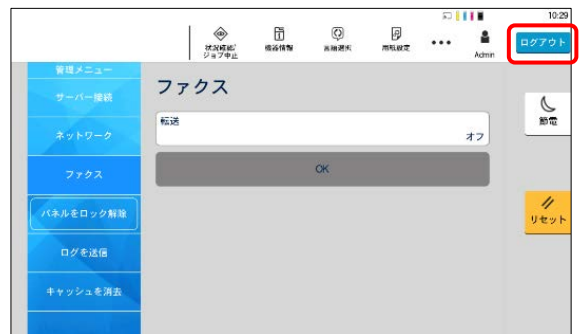 10:29
状況確認/
ジョブ中止
機器情報
言語選択
用紙設定
Admin
ログアウト
管理メニュー
サーバー接続
ネットワーク
ファクス
パネルをロック解除
ログを送信
キャッシュを消去
ファクス
転送
オフ
OK
節電
リセット